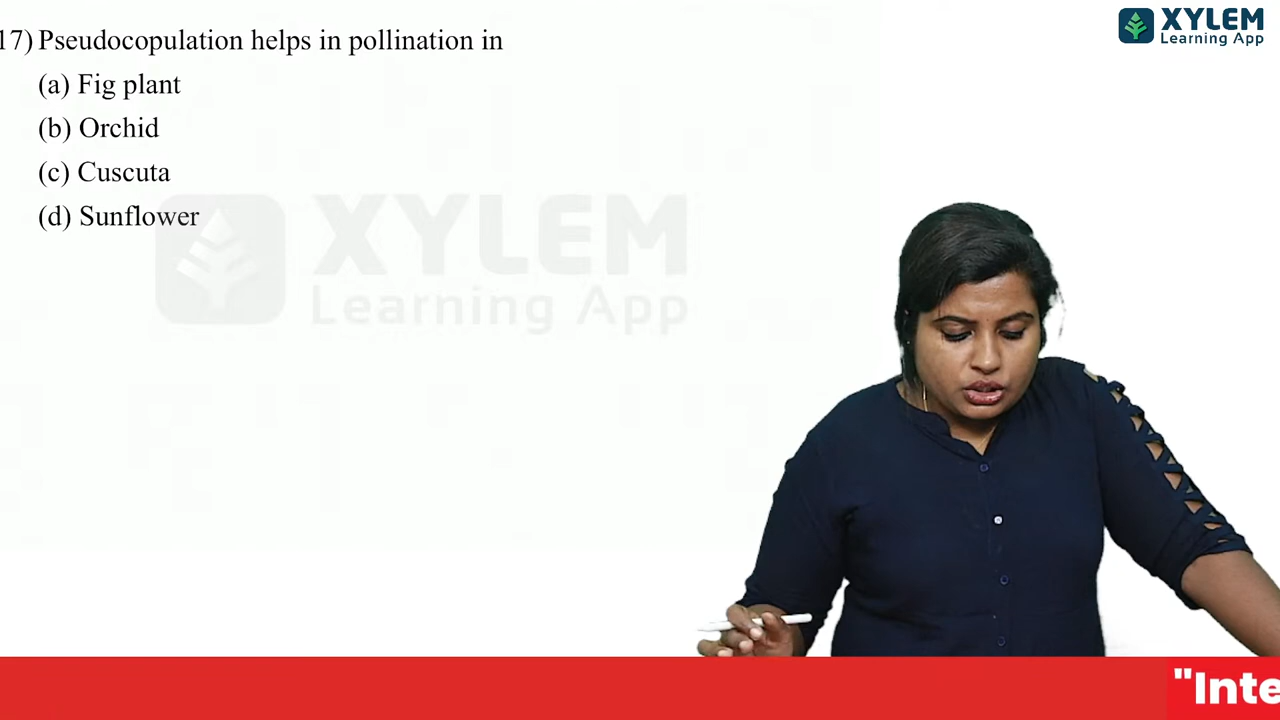 XYLEM
Learning App
17) Pseudocopulation helps in pollination in
(a) Fig plant
(b) Orchid
(c) Cuscuta
(d) Sunflower
XYLEM
Learning App
"Inte